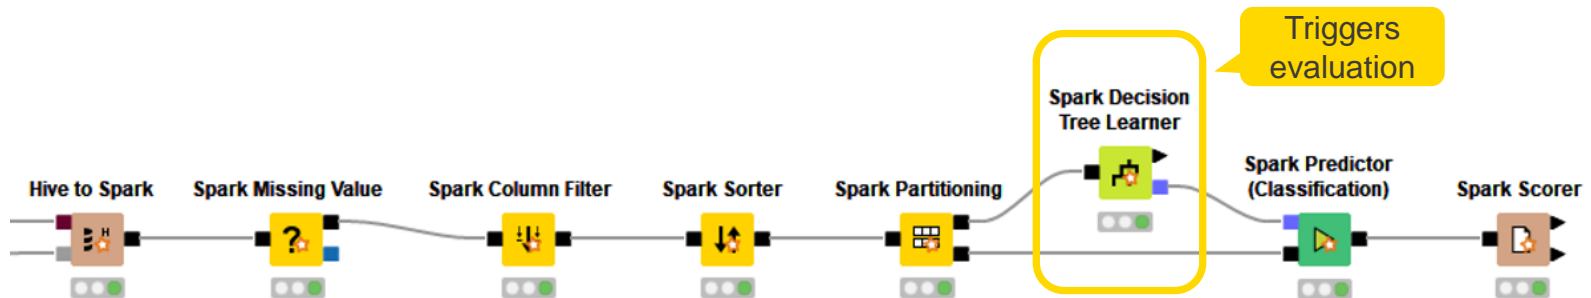 Triggers
evaluation
Spark Decision
Tree Learner
Hive to Spark
Spark Missing Value
Spark Column Filter
Spark Sorter
Spark Partitioning
Spark Predictor
(Classification)
Spark Scorer
H
?